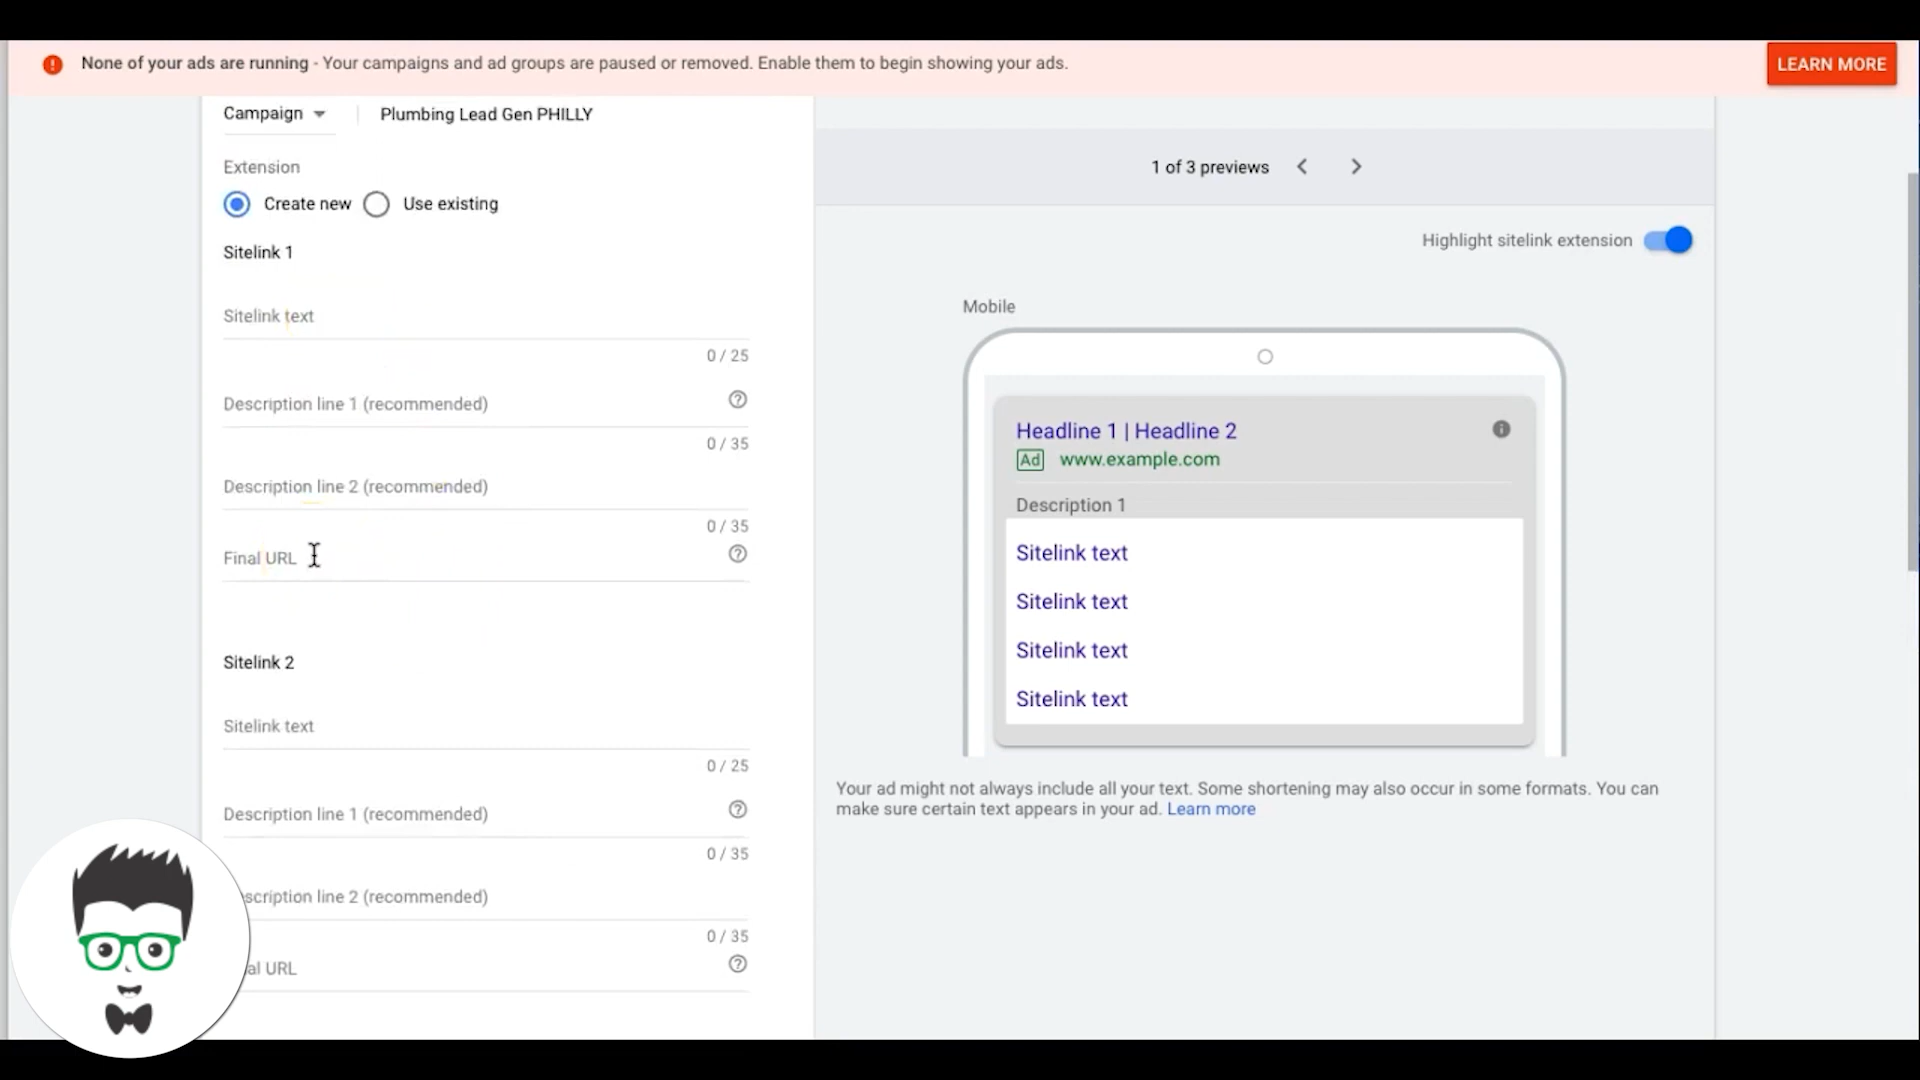 None of your ads are running - Your campaigns and ad groups are paused or removed. Enable them to begin showing your ads.
LEARN MORE
Campaign
Plumbing Lead Gen PHILLY
Extension
Create new
Use existing
Sitelink 1
Sitelink text
0 / 25
Description line 1 (recommended)
0 / 35
Description line 2 (recommended)
0 / 35
Final URL
Sitelink 2
Sitelink text
0 / 25
Description line 1 (recommended)
0 / 35
scription line 2 (recommended)
0 / 35
al URL
1 of 3 previews
Highlight sitelink extension
Mobile
Headline 1 | Headline 2
Ad www.example.com
Description 1
Sitelink text
Sitelink text
Sitelink text
Sitelink text
Your ad might not always include all your text. Some shortening may also occur in some formats. You can
make sure certain text appears in your ad. Learn more